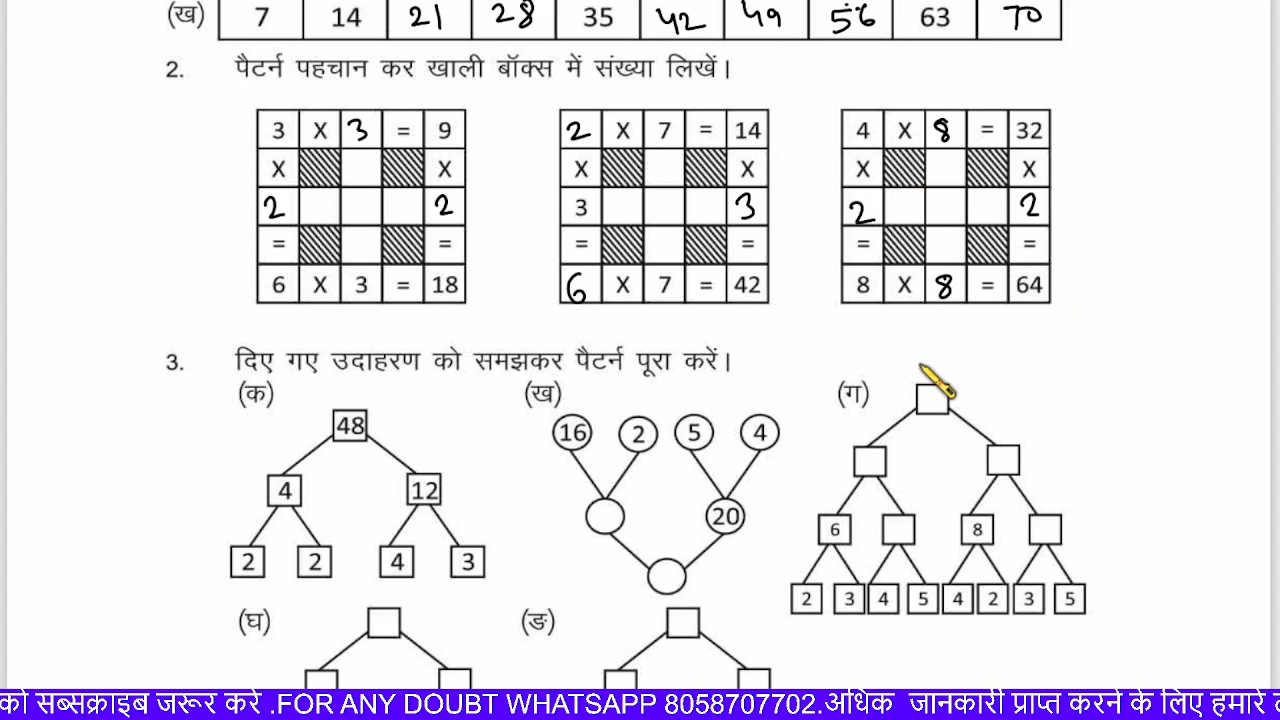 (ख) 7 14 21 28 35 42 49 56 63 70
2. पैटर्न पहचान कर खाली बॉक्स में संख्या लिखें।
3 X 3 = 9 2 X 7 = 14 4 X 8 = 32
X X X X X X
2 2 3 3 2 2
= = = = = =
6 X 3 = 18 6 X 7 = 42 8 X 8 = 64
3. दिए गए उदाहरण को समझकर पैटर्न पूरा करें।
(क) (ख) (ग)
48 16 2 5 4
4 12 20 6 8
2 2 4 3 2 3 4 5 4 2 3 5
(घ) (ङ)
को सब्सक्राइब जरूर करे .FOR ANY DOUBT WHATSAPP 8058707702.अधिक जानकारी प्राप्त करने के लिए हमारे